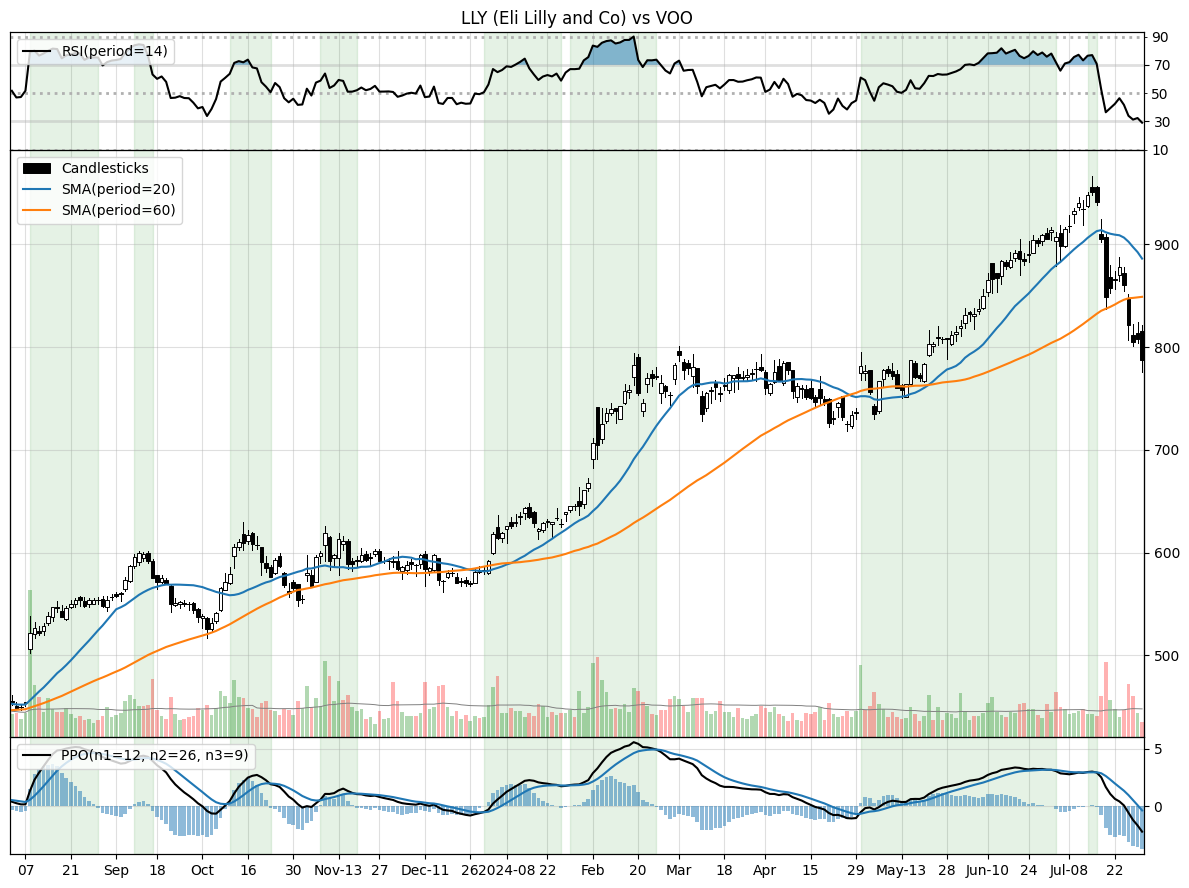 LLY (Eli Lilly and Co) vs VOO
RSI(period=14)
90
70
50
30
10
Candlesticks
SMA(period=20)
SMA(period=60)
900
800
700
600
500
PPO(n1=12, n2=26, n3=9)
5
0
07 21 Sep 18 Oct 16 30 Nov-13 27 Dec-11 26 2024-08 22 Feb 20 Mar 18 Apr 15 29 May-13 28 Jun-10 24 Jul-08 22